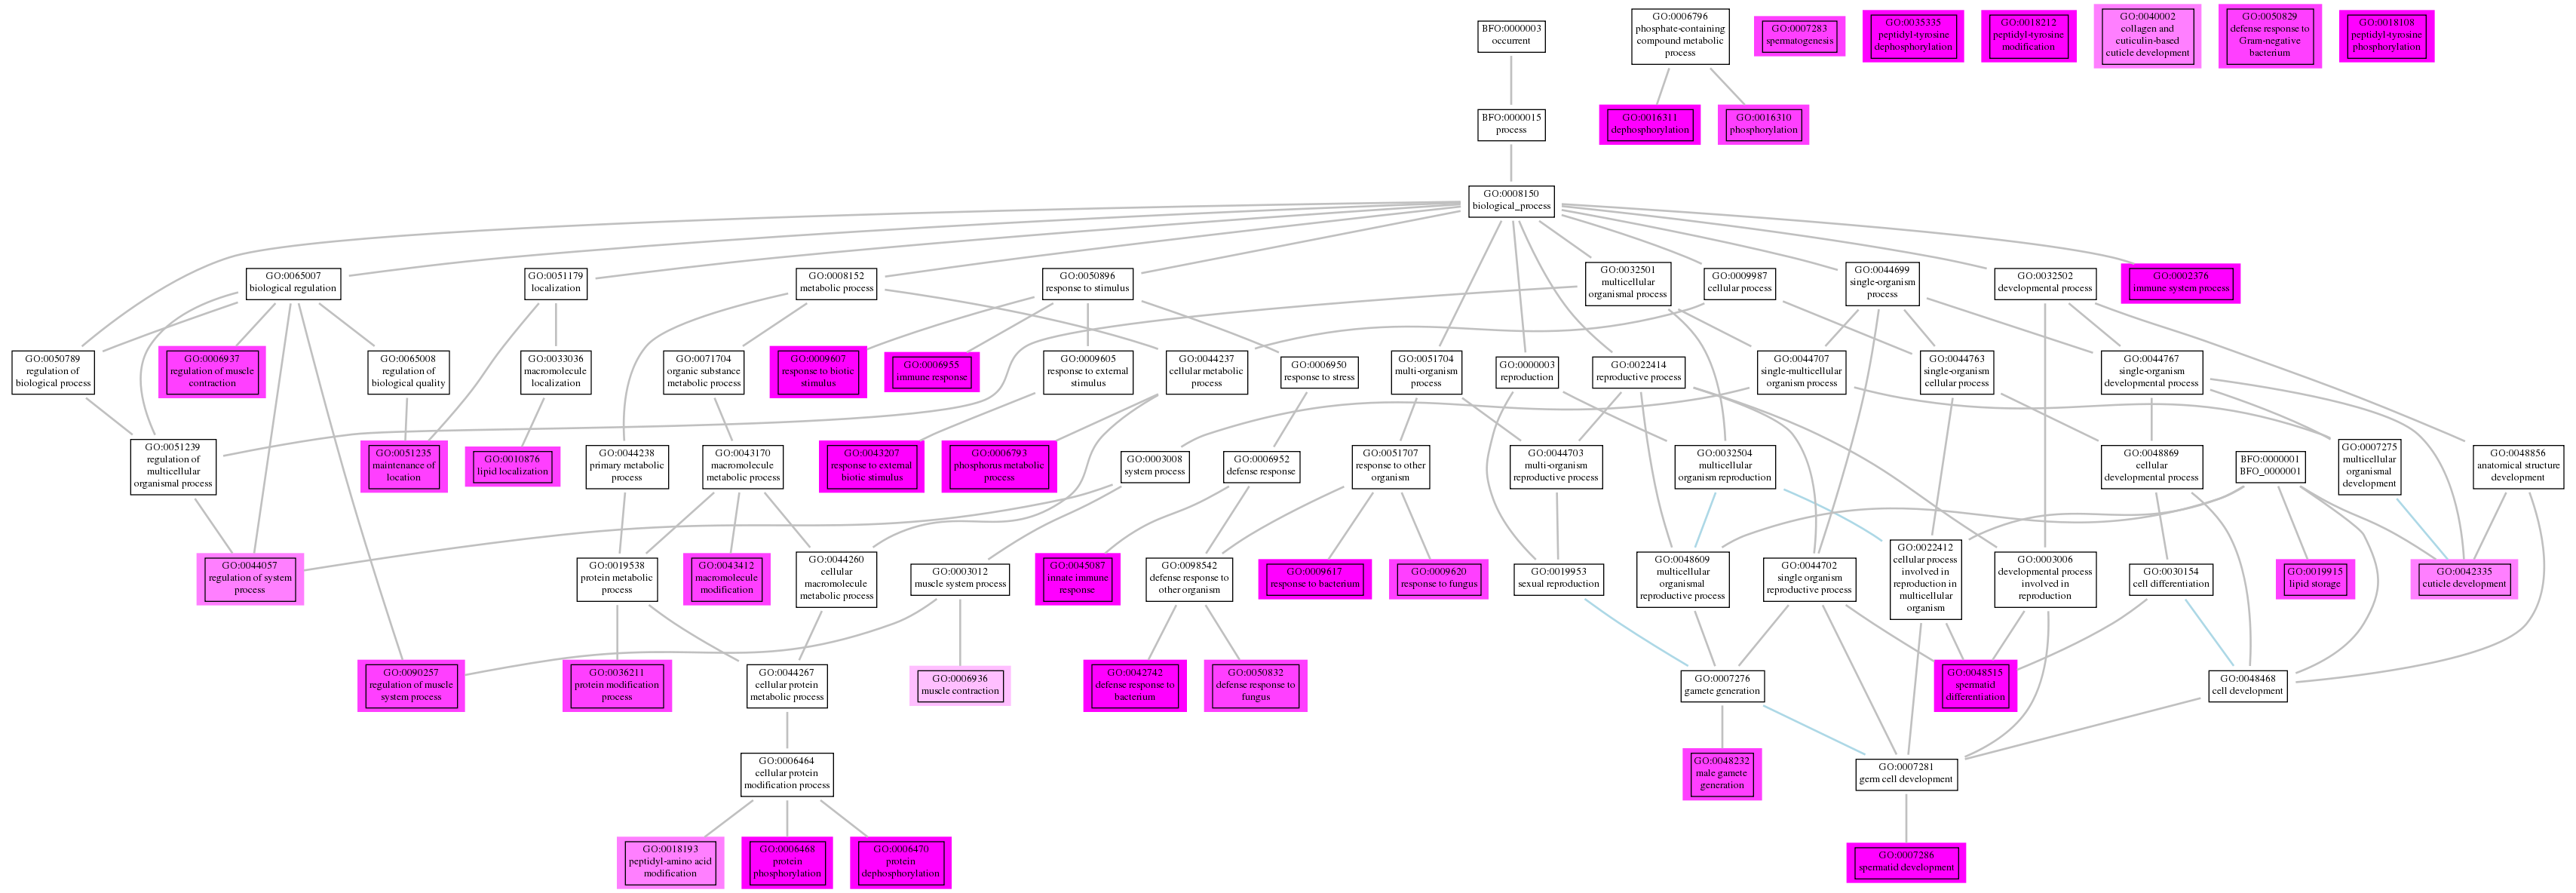 BFO:0000003
occurrent
GO:0006796
phosphate-containing
compound metabolic
process
GO:0007283
spermatogenesis
GO:0035335
peptidyl-tyrosine
dephosphorylation
GO:0018212
peptidyl-tyrosine
modification
GO:0040002
collagen and
cuticulin-based
cuticle development
GO:0050829
defense response to
Gram-negative
bacterium
GO:0018108
peptidyl-tyrosine
phosphorylation
BFO:0000015
process
GO:0016311
dephosphorylation
GO:0016310
phosphorylation
GO:0008150
biological_process
GO:0065007
biological regulation
GO:0051179
localization
GO:0008152
metabolic process
GO:0050896
response to stimulus
GO:0032501
multicellular
organismal process
GO:0009987
cellular process
GO:0044699
single-organism
process
GO:0032502
developmental process
GO:0002376
immune system process
GO:0050789
regulation of
biological process
GO:0006937
regulation of muscle
contraction
GO:0065008
regulation of
biological quality
GO:0033036
macromolecule
localization
GO:0071704
organic substance
metabolic process
GO:0009607
response to biotic
stimulus
GO:0006955
immune response
GO:0009605
response to external
stimulus
GO:0044237
cellular metabolic
process
GO:0006950
response to stress
GO:0051704
multi-organism
process
GO:0000003
reproduction
GO:0022414
reproductive process
GO:0044707
single-multicellular
organism process
GO:0044763
single-organism
cellular process
GO:0044767
single-organism
developmental process
GO:0051239
regulation of
multicellular
organismal process
GO:0051235
maintenance of
location
GO:0010876
lipid localization
GO:0044238
primary metabolic
process
GO:0043170
macromolecule
metabolic process
GO:0043207
response to external
biotic stimulus
GO:0006793
phosphorus metabolic
process
GO:0003008
system process
GO:0006952
defense response
GO:0051707
response to other
organism
GO:0044703
multi-organism
reproductive process
GO:0032504
multicellular
organism reproduction
GO:0048869
cellular
developmental process
BFO:0000001
BFO_0000001
GO:0007275
multicellular
organismal
development
GO:0048856
anatomical structure
development
GO:0044057
regulation of system
process
GO:0019538
protein metabolic
process
GO:0043412
macromolecule
modification
GO:0044260
cellular
macromolecule
metabolic process
GO:0003012
muscle system process
GO:0045087
innate immune
response
GO:0098542
defense response to
other organism
GO:0009617
response to bacterium
GO:0009620
response to fungus
GO:0019953
sexual reproduction
GO:0048609
multicellular
organismal
reproductive process
GO:0044702
single organism
reproductive process
GO:0022412
cellular process
involved in
reproduction in
multicellular
organism
GO:0003006
developmental process
involved in
reproduction
GO:0030154
cell differentiation
GO:0019915
lipid storage
GO:0042335
cuticle development
GO:0090257
regulation of muscle
system process
GO:0036211
protein modification
process
GO:0044267
cellular protein
metabolic process
GO:0006936
muscle contraction
GO:0042742
defense response to
bacterium
GO:0050832
defense response to
fungus
GO:0007276
gamete generation
GO:0048515
spermatid
differentiation
GO:0048468
cell development
GO:0006464
cellular protein
modification process
GO:0048232
male gamete
generation
GO:0007281
germ cell development
GO:0018193
peptidyl-amino acid
modification
GO:0006468
protein
phosphorylation
GO:0006470
protein
dephosphorylation
GO:0007286
spermatid development